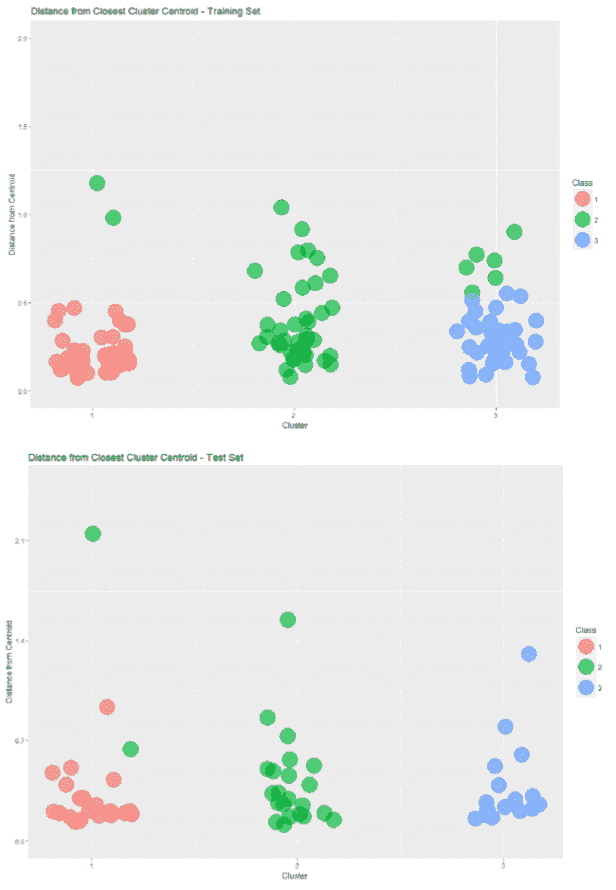 Distance from Closest Cluster Centroid - Training Set
2.0
1.5
1.0
0.5
0.0
Distance from Centroid
1
2
3
Cluster
Class
1
2
3
Distance from Closest Cluster Centroid - Test Set
2.1
1.4
0.7
0.0
Distance from Centroid
1
2
3
Cluster
Class
1
2